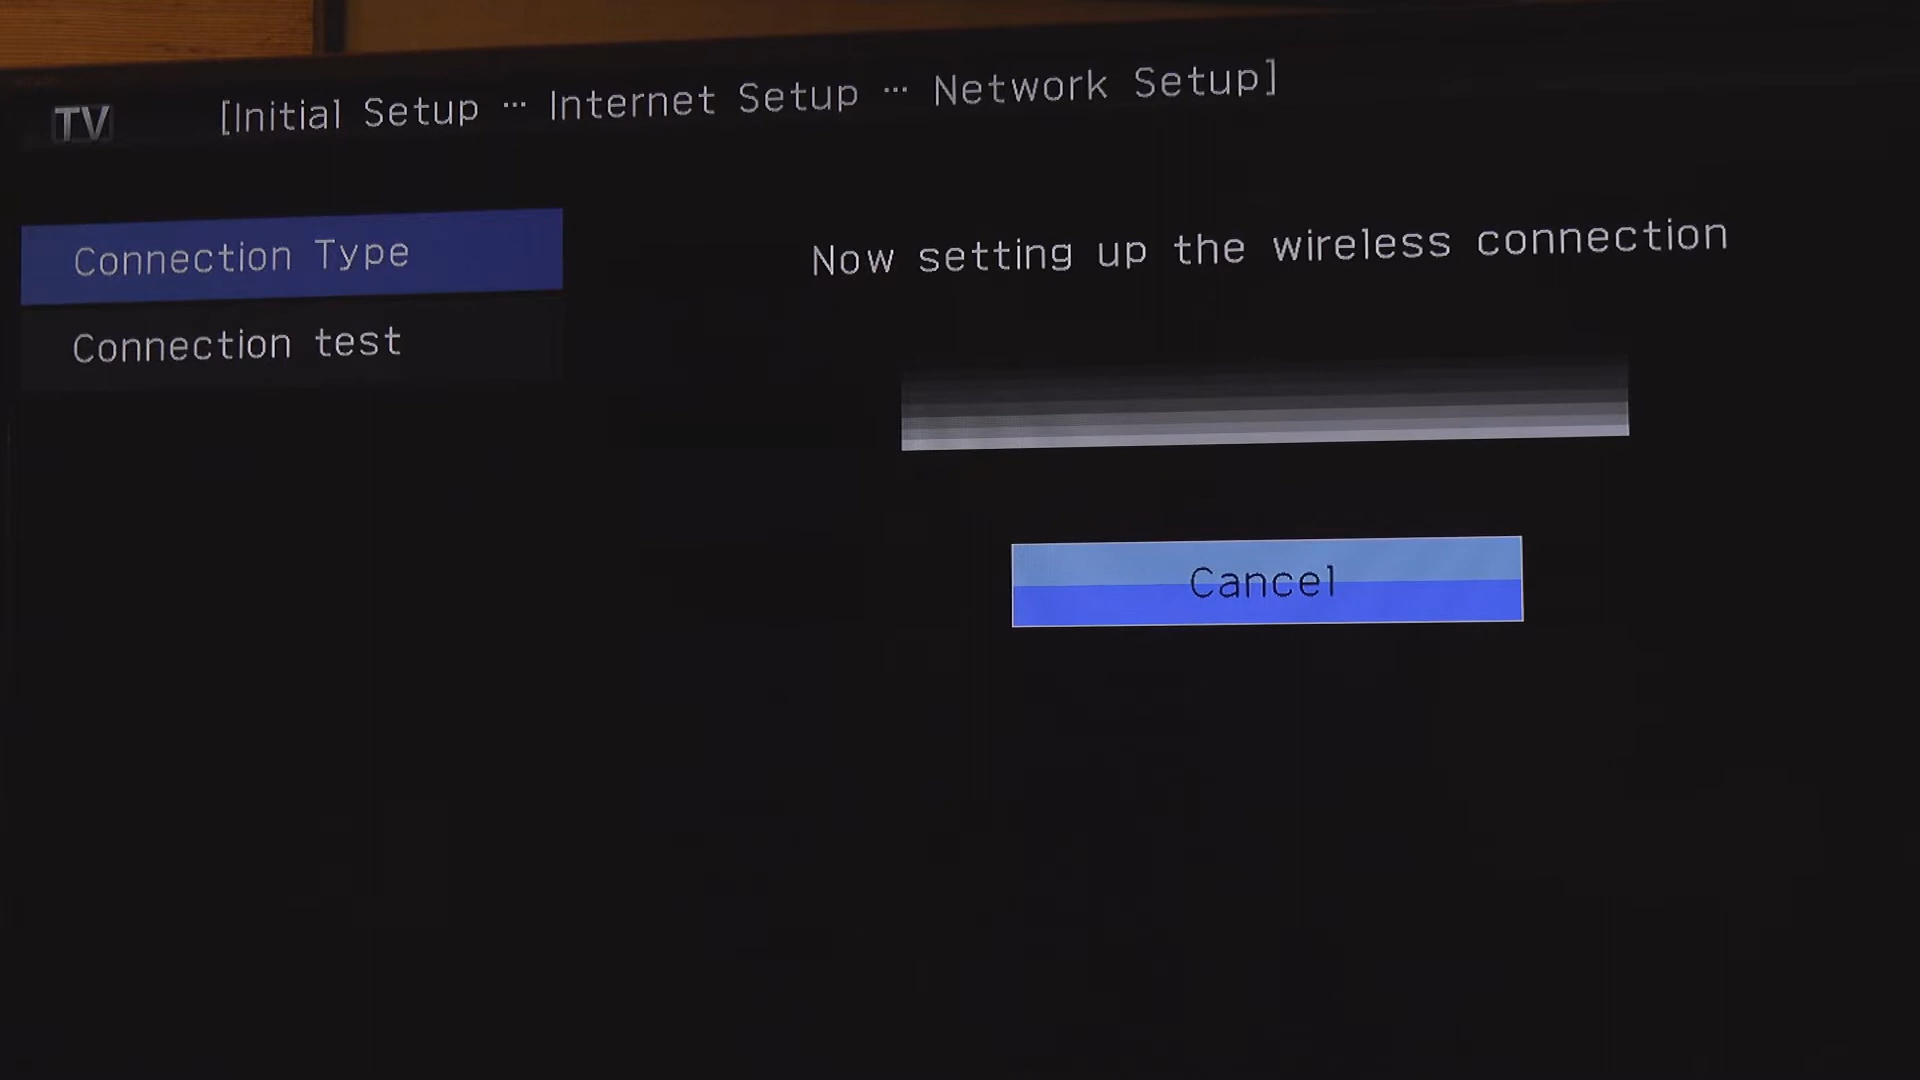 TV [Initial Setup ··· Internet Setup ··· Network Setup]
Connection Type
Now setting up the wireless connection
Connection test
Cancel